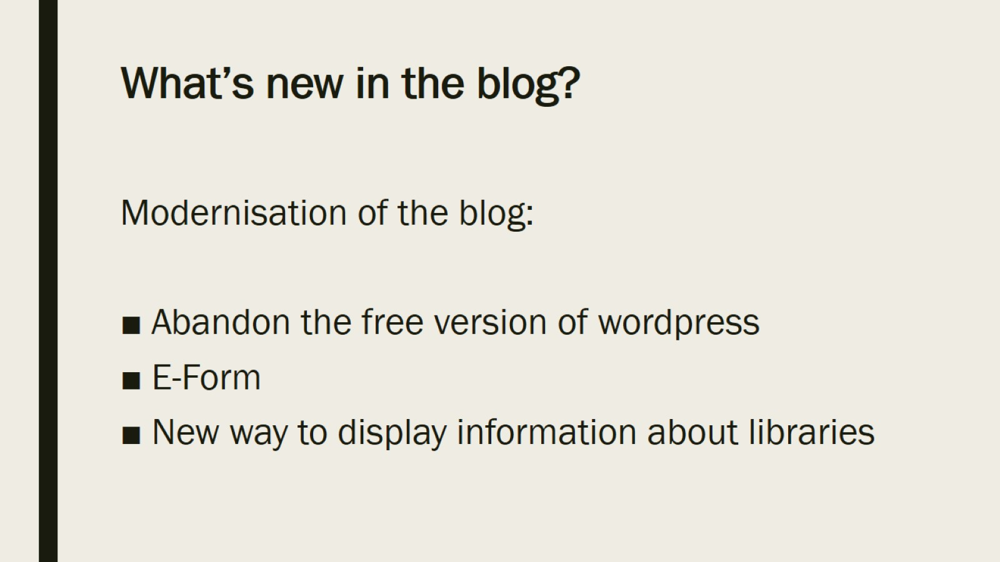 What’s new in the blog?
Modernisation of the blog:
■ Abandon the free version of wordpress
■ E-Form
■ New way to display information about libraries